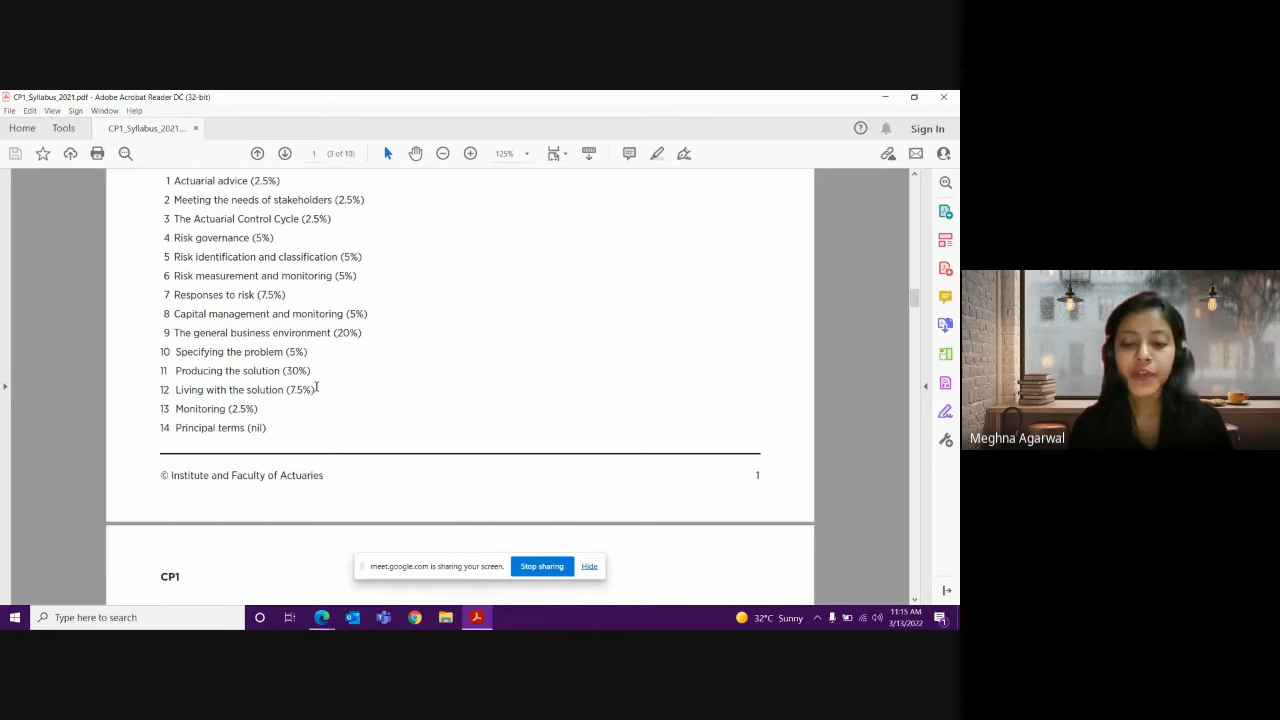 CP1_Syllabus_2021.pdf - Adobe Acrobat Reader DC (32-bit)
File Edit View Sign Window Help
Home Tools CP1_Syllabus_2021.... × Sign In
1 (3 of 10) 125%
1 Actuarial advice (2.5%)
2 Meeting the needs of stakeholders (2.5%)
3 The Actuarial Control Cycle (2.5%)
4 Risk governance (5%)
5 Risk identification and classification (5%)
6 Risk measurement and monitoring (5%)
7 Responses to risk (7.5%)
8 Capital management and monitoring (5%)
9 The general business environment (20%)
10 Specifying the problem (5%)
11 Producing the solution (30%)
12 Living with the solution (7.5%)
13 Monitoring (2.5%)
14 Principal terms (nil)
© Institute and Faculty of Actuaries 1
CP1
meet.google.com is sharing your screen. Stop sharing Hide
Type here to search
32°C Sunny
11:15 AM
3/13/2022
Meghna Agarwal